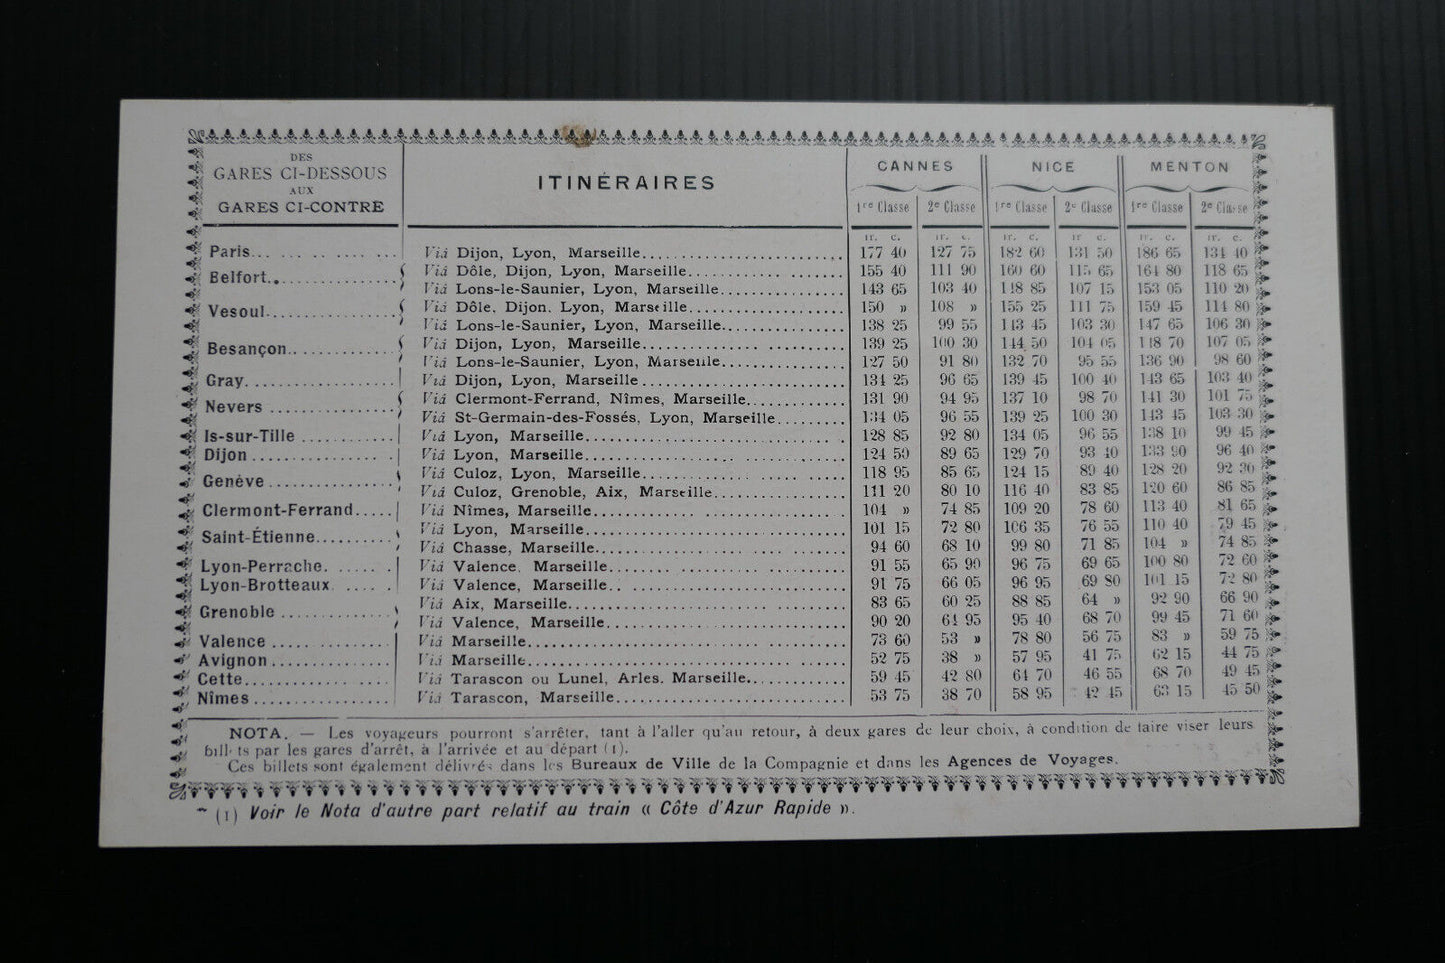 DES
GARES CI-DESSOUS
AUX
GARES CI-CONTRE
ITINÉRAIRES
CANNES NICE MENTON
1re Classe 2e Classe 1re Classe 2e Classe 1re Classe 2e Classe
fr. c. fr. c. fr. c. fr. c. fr. c. fr. c.
Paris Viâ Dijon, Lyon, Marseille 177 40 127 75 182 60 131 50 186 65 134 40
Belfort Viâ Dôle, Dijon, Lyon, Marseille 155 40 111 90 160 60 115 65 164 80 118 65
Viâ Lons-le-Saunier, Lyon, Marseille 143 65 103 40 148 85 107 15 153 05 110 20
Vesoul Viâ Dôle, Dijon, Lyon, Marseille 150 » 108 » 155 25 111 75 159 45 114 80
Viâ Lons-le-Saunier, Lyon, Marseille 138 25 99 55 143 45 103 30 147 65 106 30
Besançon Viâ Dijon, Lyon, Marseille 139 25 100 30 144 50 104 05 148 70 107 05
Viâ Lons-le-Saunier, Lyon, Marseille 127 50 91 80 132 70 95 55 136 90 98 60
Gray Viâ Dijon, Lyon, Marseille 134 25 96 65 139 45 100 40 143 65 103 40
Nevers Viâ Clermont-Ferrand, Nîmes, Marseille 131 90 94 95 137 10 98 70 141 30 101 75
Viâ St-Germain-des-Fossés, Lyon, Marseille 134 05 96 55 139 25 100 30 143 45 103 30
Is-sur-Tille Viâ Lyon, Marseille 128 85 92 80 134 05 96 55 138 10 99 45
Dijon Viâ Lyon, Marseille 124 50 89 65 129 70 93 40 133 90 96 40
Genève Viâ Culoz, Lyon, Marseille 118 95 85 65 124 15 89 40 128 20 92 30
Viâ Culoz, Grenoble, Aix, Marseille 111 20 80 10 116 40 83 85 120 60 86 85
Clermont-Ferrand Viâ Nîmes, Marseille 104 » 74 85 109 20 78 60 113 40 81 65
Saint-Étienne Viâ Lyon, Marseille 101 15 72 80 106 35 76 55 110 40 79 45
Viâ Chasse, Marseille 94 60 68 10 99 80 71 85 104 » 74 85
Lyon-Perrache Viâ Valence, Marseille 91 55 65 90 96 75 69 65 100 80 72 60
Lyon-Brotteaux Viâ Valence, Marseille 91 75 66 05 96 95 69 80 101 15 72 80
Grenoble Viâ Aix, Marseille 83 65 60 25 88 85 64 » 92 90 66 90
Viâ Valence, Marseille 90 20 64 95 95 40 68 70 99 45 71 60
Valence Viâ Marseille 73 60 53 » 78 80 56 75 83 » 59 75
Avignon Viâ Marseille 52 75 38 » 57 95 41 75 62 15 44 75
Cette Viâ Tarascon ou Lunel, Arles, Marseille 59 45 42 80 64 70 46 55 68 70 49 45
Nîmes Viâ Tarascon, Marseille 53 75 38 70 58 95 42 45 63 15 45 50
NOTA. — Les voyageurs pourront s'arrêter, tant à l'aller qu'au retour, à deux gares de leur choix, à condition de faire viser leurs
billets par les gares d'arrêt, à l'arrivée et au départ (1).
Ces billets sont également délivrés dans les Bureaux de Ville de la Compagnie et dans les Agences de Voyages.
(1) Voir le Nota d'autre part relatif au train « Côte d'Azur Rapide ».